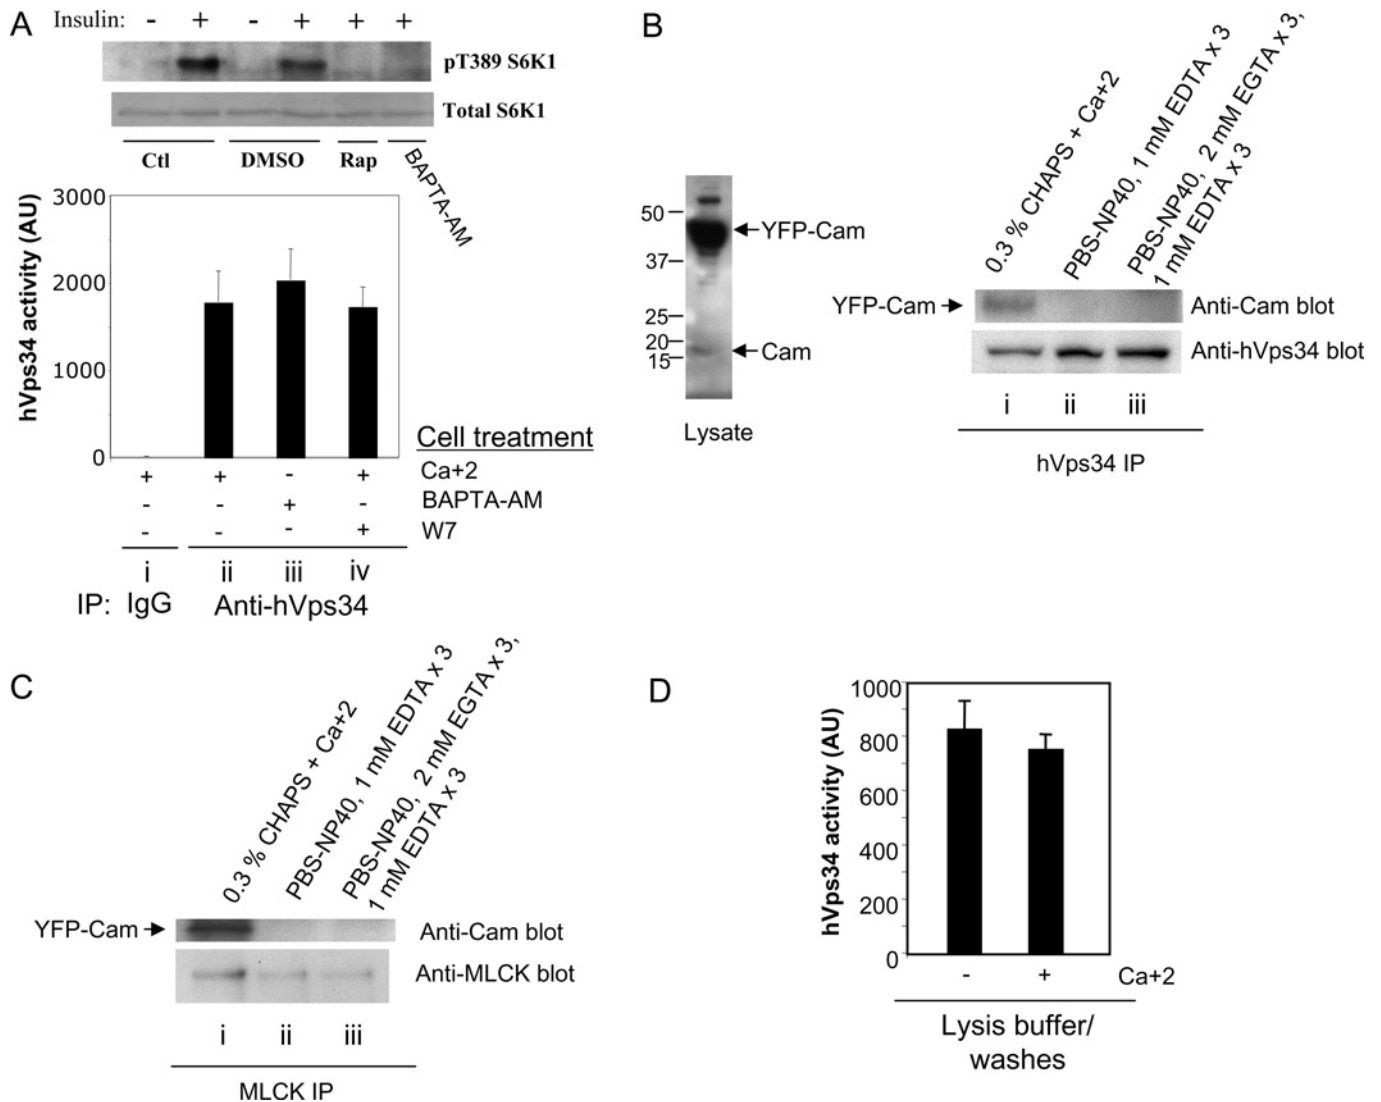 A
Insulin: - + - + + +
pT389 S6K1
Total S6K1
Ctl DMSO Rap BAPTA-AM
hVps34 activity (AU)
3000
2000
1000
0
Cell treatment
+ + - + Ca+2
- - + - BAPTA-AM
- - - + W7
i ii iii iv
IP: IgG Anti-hVps34
B
50
37
25
20
15
YFP-Cam
Cam
Lysate
0.3 % CHAPS + Ca+2
PBS-NP40, 1 mM EDTA x 3
PBS-NP40, 2 mM EGTA x 3,
1 mM EDTA x 3
YFP-Cam
Anti-Cam blot
Anti-hVps34 blot
i ii iii
hVps34 IP
C
0.3 % CHAPS + Ca+2
PBS-NP40, 1 mM EDTA x 3
PBS-NP40, 2 mM EGTA x 3,
1 mM EDTA x 3
YFP-Cam
Anti-Cam blot
Anti-MLCK blot
i ii iii
MLCK IP
D
hVps34 activity (AU)
1000
800
600
400
200
0
- + Ca+2
Lysis buffer/
washes